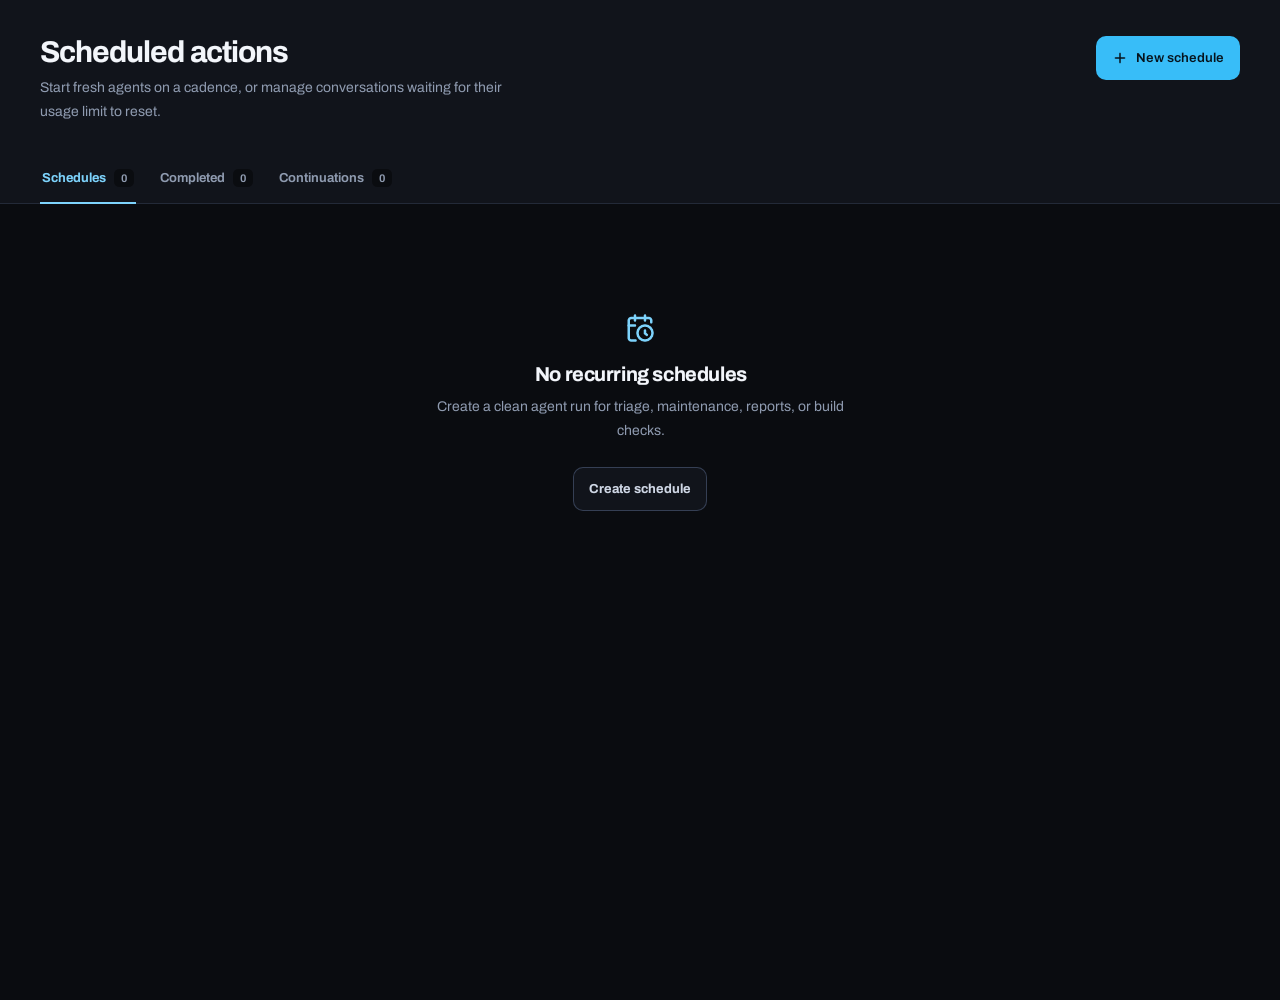 Scheduled actions
Start fresh agents on a cadence, or manage conversations waiting for their
usage limit to reset.
New schedule
Schedules 0 Completed 0 Continuations 0
No recurring schedules
Create a clean agent run for triage, maintenance, reports, or build
checks.
Create schedule